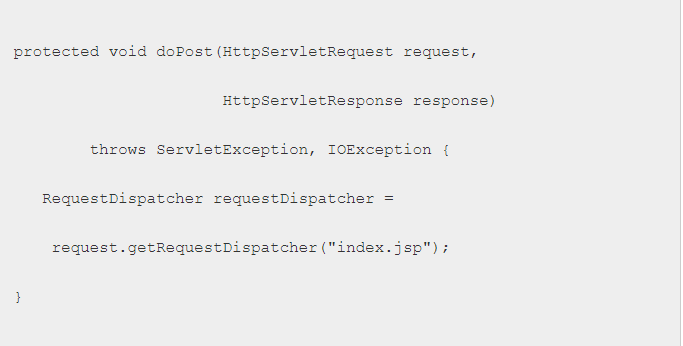 protected void doPost(HttpServletRequest request,
HttpServletResponse response)
throws ServletException, IOException {
RequestDispatcher requestDispatcher =
request.getRequestDispatcher("index.jsp");
}